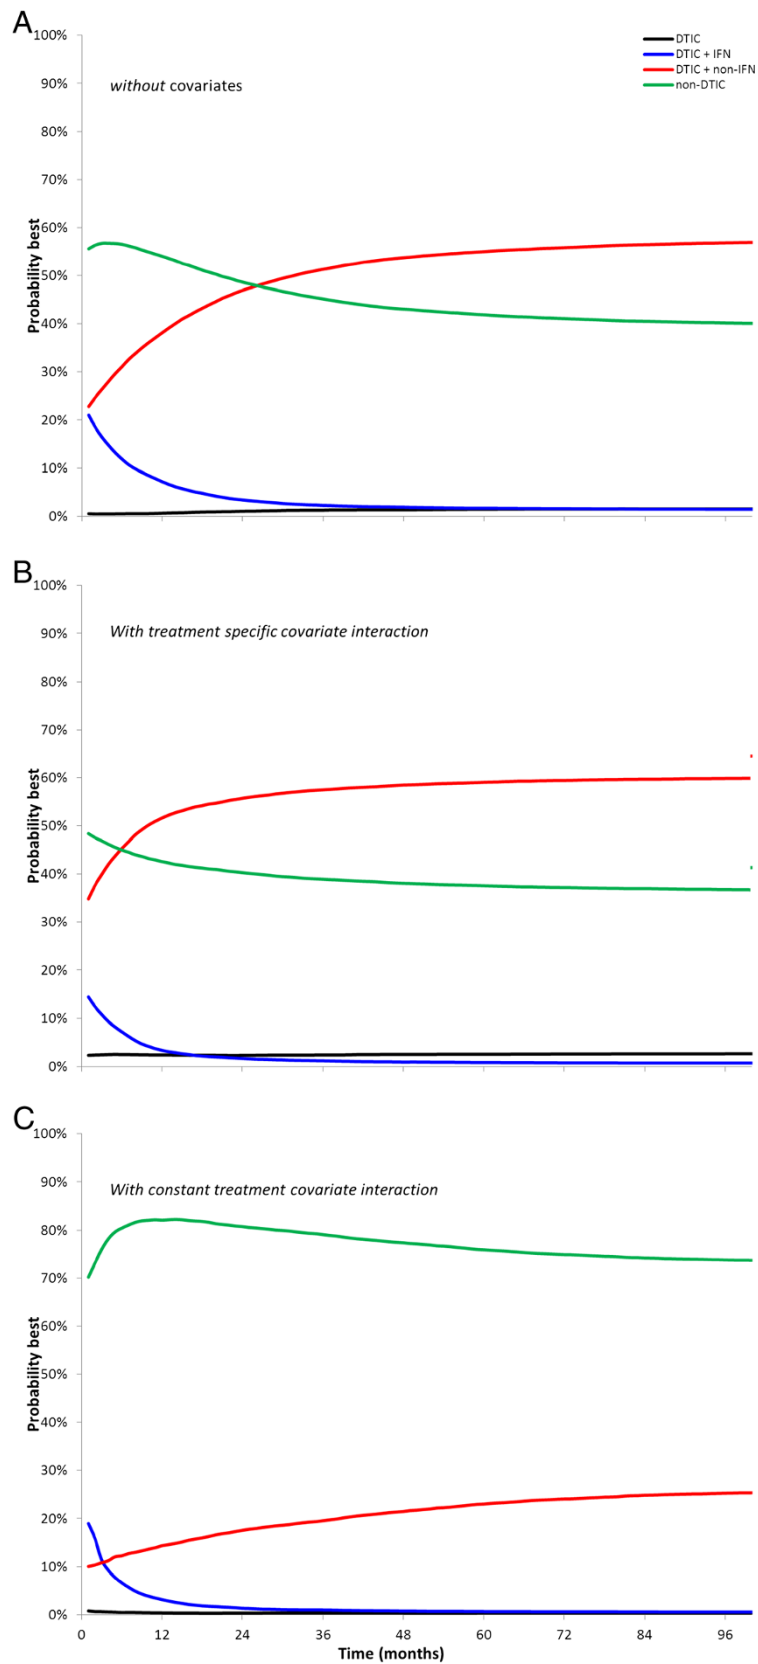 A
100%
DTIC
DTIC + IFN
DTIC + non-IFN
non-DTIC
without covariates
90%
80%
70%
60%
50%
40%
30%
20%
10%
0%
Probability best
B
100%
With treatment specific covariate interaction
90%
80%
70%
60%
50%
40%
30%
20%
10%
0%
Probability best
C
100%
With constant treatment covariate interaction
90%
80%
70%
60%
50%
40%
30%
20%
10%
0%
Probability best
0 12 24 36 48 60 72 84 96
Time (months)